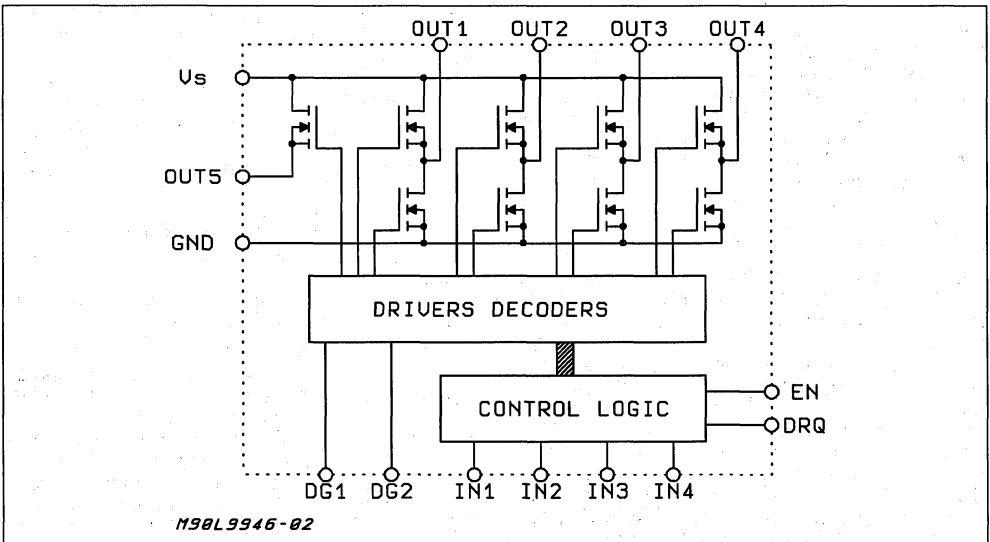 OUT1 OUT2 OUT3 OUT4
Vs
OUT5
GND
DRIVERS DECODERS
CONTROL LOGIC
EN
DRQ
DG1 DG2 IN1 IN2 IN3 IN4
M90L9946-02